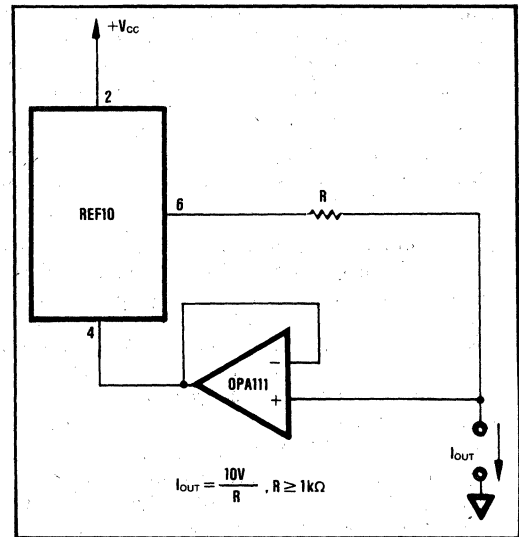 +VCC
2
REF10
6
R
4
−
OPA111
+
IOUT
IOUT = 10V/R , R ≥ 1kΩ